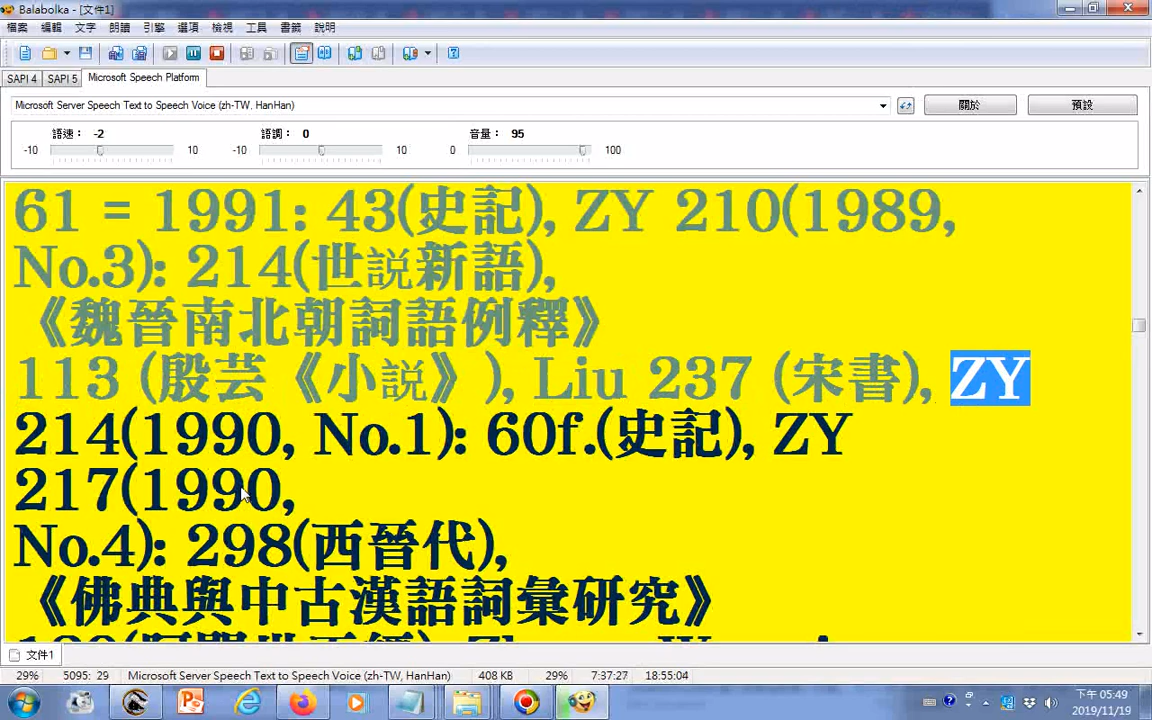 Balabolka - [文件1]
檔案 編輯 文字 朗讀 引擎 選項 檢視 工具 書籤 說明
SAPI 4 SAPI 5 Microsoft Speech Platform
Microsoft Server Speech Text to Speech Voice (zh-TW, HanHan) 關於 預設
語速： -2 語調： 0 音量： 95
-10 10 -10 10 0 100
61 = 1991: 43(史記), ZY 210(1989,
No.3): 214(世説新語),
《魏晉南北朝詞語例釋》
113 (殷芸《小説》), Liu 237 (宋書), ZY
214(1990, No.1): 60f.(史記), ZY
217(1990,
No.4): 298(西晉代),
《佛典與中古漢語詞彙研究》
文件1
29% 5095: 29 Microsoft Server Speech Text to Speech Voice (zh-TW, HanHan) 408 KB 29% 7:37:27 18:55:04
下午 05:49
2019/11/19